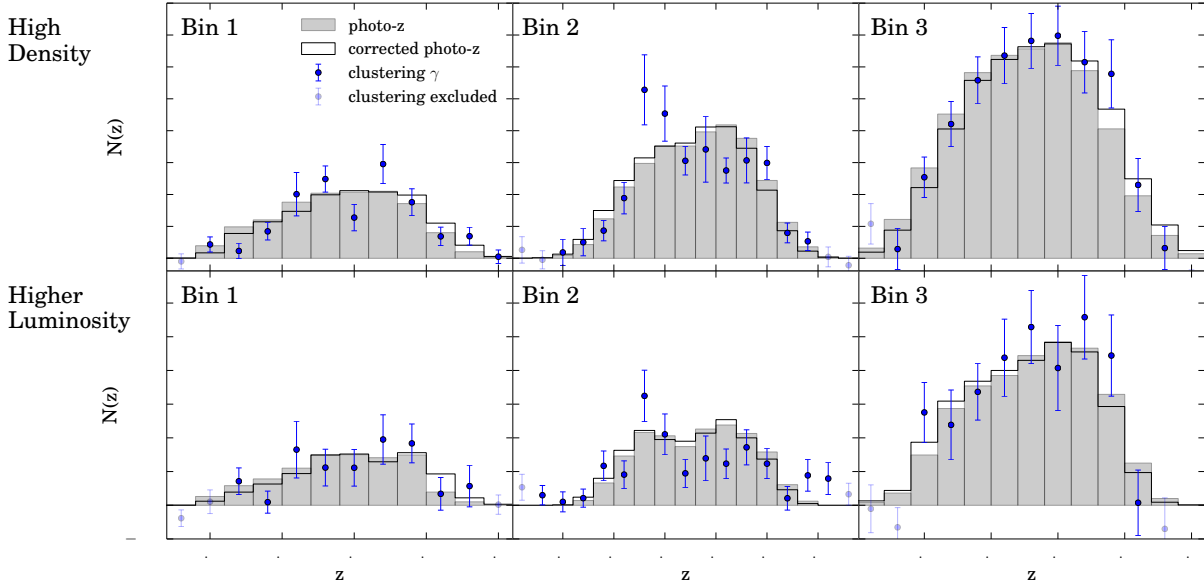 High
Density
Bin 1
photo-z
corrected photo-z
clustering γ
clustering excluded
Bin 2
Bin 3
N(z)
Higher
Luminosity
Bin 1
Bin 2
Bin 3
N(z)
z
z
z